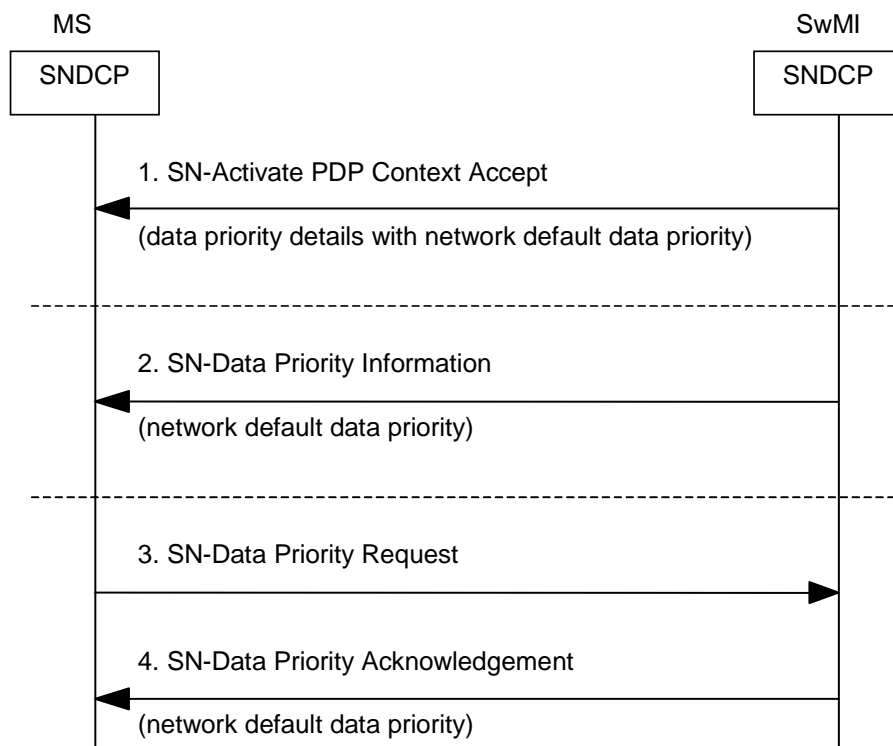 MS
SwMI
SNDCP
SNDCP
1. SN-Activate PDP Context Accept
(data priority details with network default data priority)
2. SN-Data Priority Information
(network default data priority)
3. SN-Data Priority Request
4. SN-Data Priority Acknowledgement
(network default data priority)